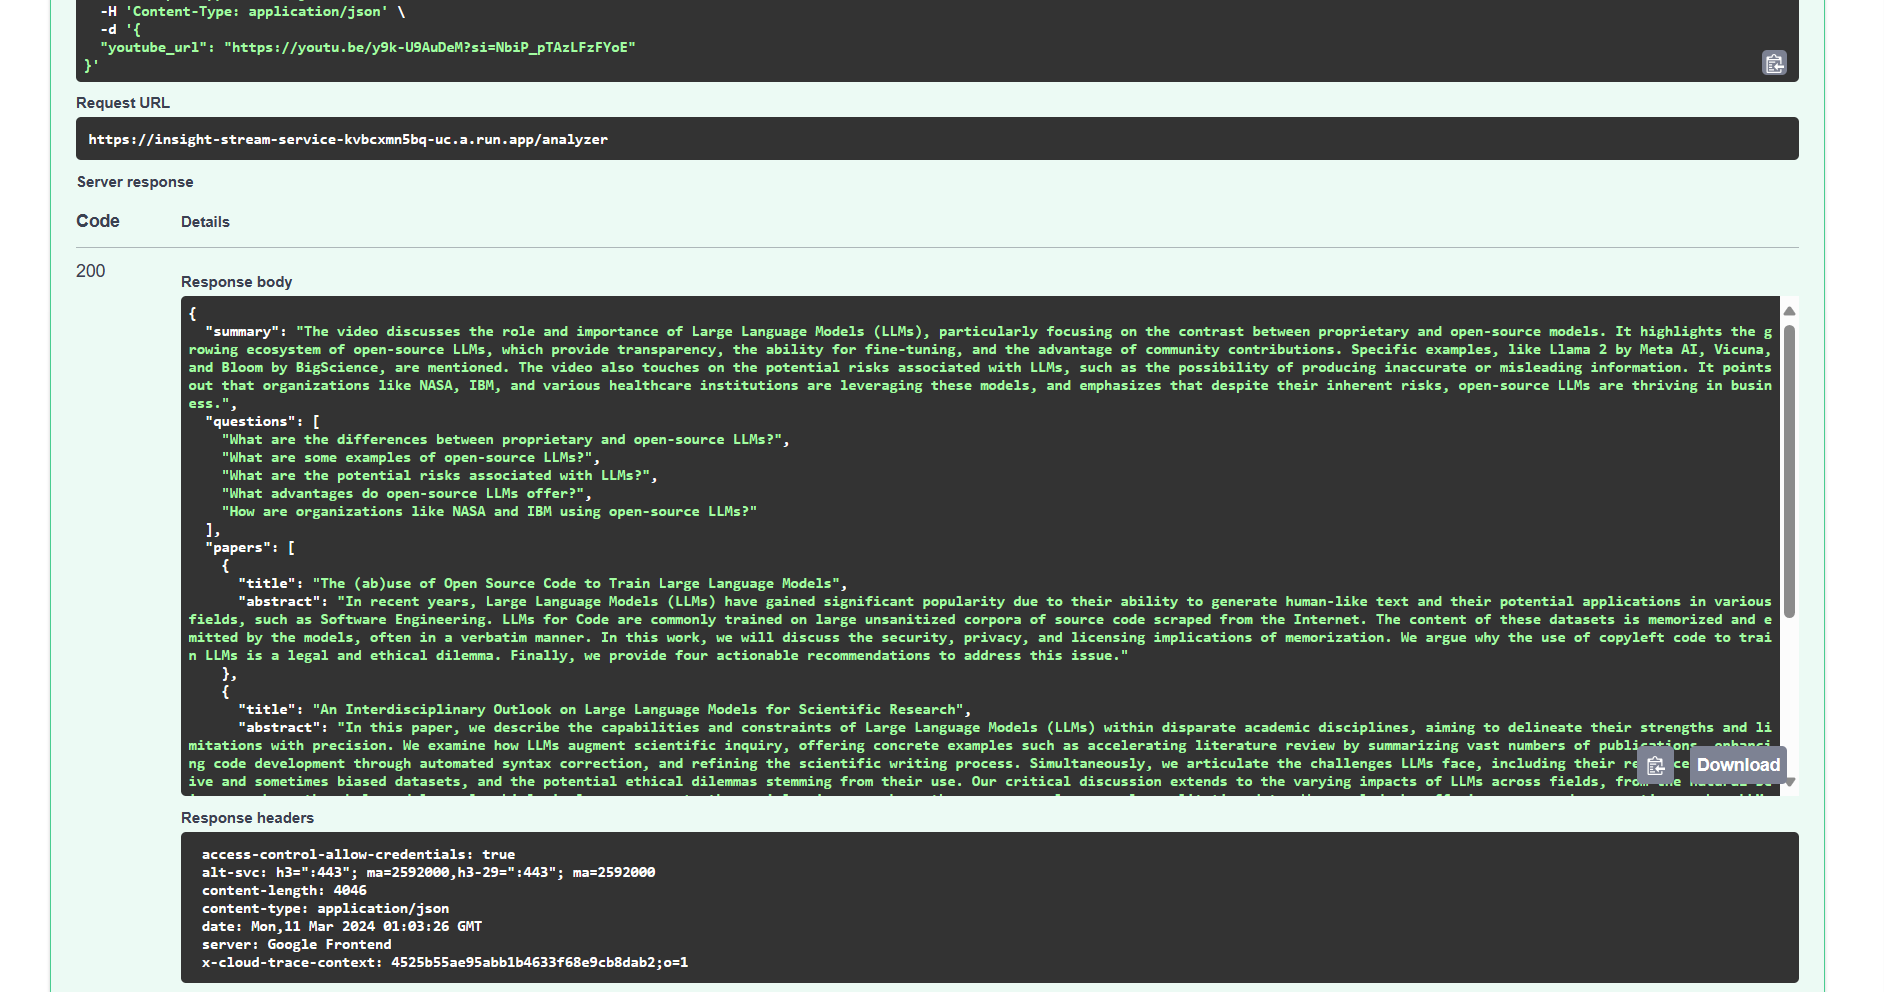 -H 'Content-Type: application/json' \
-d '{
"youtube_url": "https://youtu.be/y9k-U9AuDeM?si=NbiP_pTAzLFzFYoE"
}'
Request URL
https://insight-stream-service-kvbcxmn5bq-uc.a.run.app/analyzer
Server response
Code Details
200
Response body
{
"summary": "The video discusses the role and importance of Large Language Models (LLMs), particularly focusing on the contrast between proprietary and open-source models. It highlights the g
rowing ecosystem of open-source LLMs, which provide transparency, the ability for fine-tuning, and the advantage of community contributions. Specific examples, like Llama 2 by Meta AI, Vicuna,
and Bloom by BigScience, are mentioned. The video also touches on the potential risks associated with LLMs, such as the possibility of producing inaccurate or misleading information. It points
out that organizations like NASA, IBM, and various healthcare institutions are leveraging these models, and emphasizes that despite their inherent risks, open-source LLMs are thriving in busin
ess.",
"questions": [
"What are the differences between proprietary and open-source LLMs?",
"What are some examples of open-source LLMs?",
"What are the potential risks associated with LLMs?",
"What advantages do open-source LLMs offer?",
"How are organizations like NASA and IBM using open-source LLMs?"
],
"papers": [
{
"title": "The (ab)use of Open Source Code to Train Large Language Models",
"abstract": "In recent years, Large Language Models (LLMs) have gained significant popularity due to their ability to generate human-like text and their potential applications in various
fields, such as Software Engineering. LLMs for Code are commonly trained on large unsanitized corpora of source code scraped from the Internet. The content of these datasets is memorized and e
mitted by the models, often in a verbatim manner. In this work, we will discuss the security, privacy, and licensing implications of memorization. We argue why the use of copyleft code to trai
n LLMs is a legal and ethical dilemma. Finally, we provide four actionable recommendations to address this issue."
},
{
"title": "An Interdisciplinary Outlook on Large Language Models for Scientific Research",
"abstract": "In this paper, we describe the capabilities and constraints of Large Language Models (LLMs) within disparate academic disciplines, aiming to delineate their strengths and li
mitations with precision. We examine how LLMs augment scientific inquiry, offering concrete examples such as accelerating literature review by summarizing vast numbers of publications, enhanci
ng code development through automated syntax correction, and refining the scientific writing process. Simultaneously, we articulate the challenges LLMs face, including their
ive and sometimes biased datasets, and the potential ethical dilemmas stemming from their use. Our critical discussion extends to the varying impacts of LLMs across fields, from the natural
Download
Response headers
access-control-allow-credentials: true
alt-svc: h3=":443"; ma=2592000,h3-29=":443"; ma=2592000
content-length: 4046
content-type: application/json
date: Mon,11 Mar 2024 01:03:26 GMT
server: Google Frontend
x-cloud-trace-context: 4525b55ae95abb1b4633f68e9cb8dab2;o=1